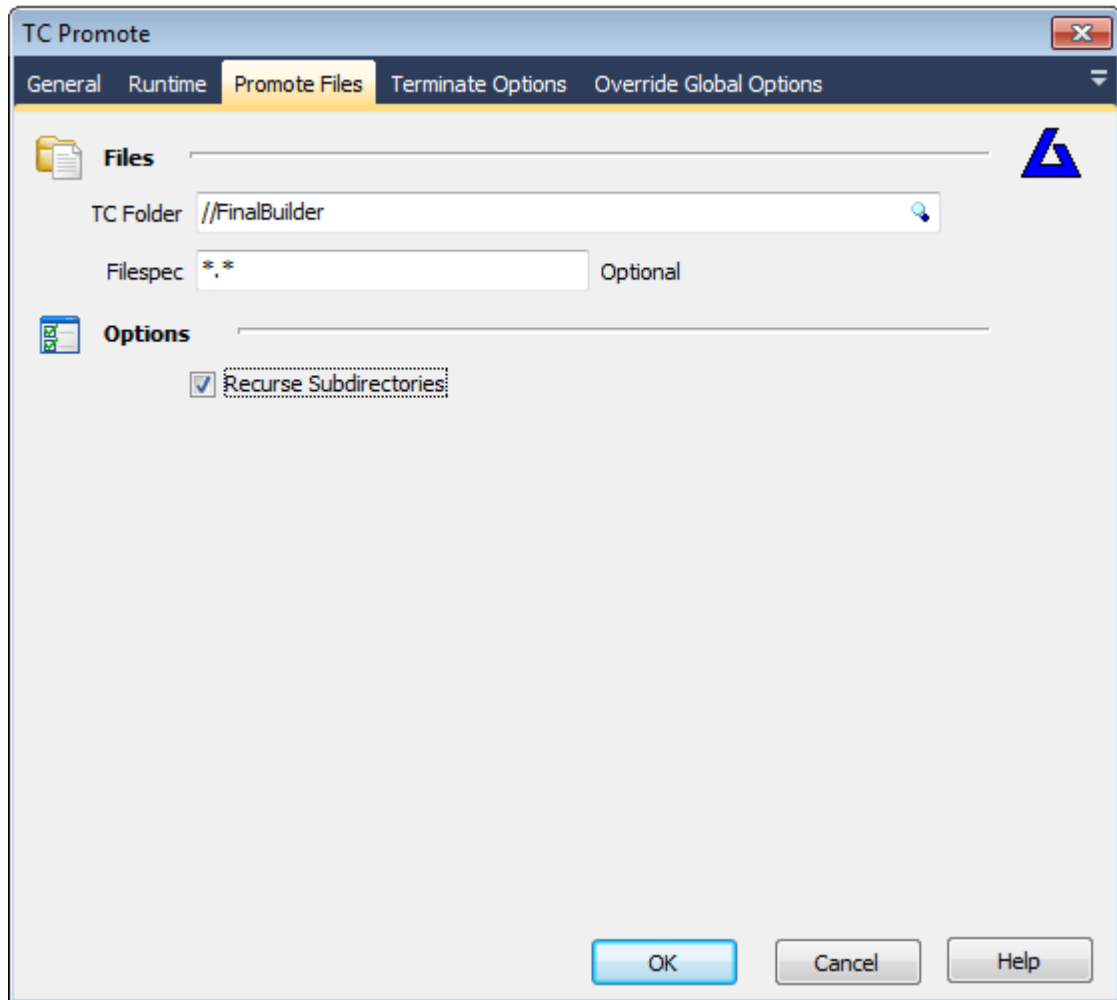 TC Promote
General Runtime Promote Files Terminate Options Override Global Options
Files
TC Folder //FinalBuilder
Filespec *.* Optional
Options
Recurse Subdirectories
OK Cancel Help